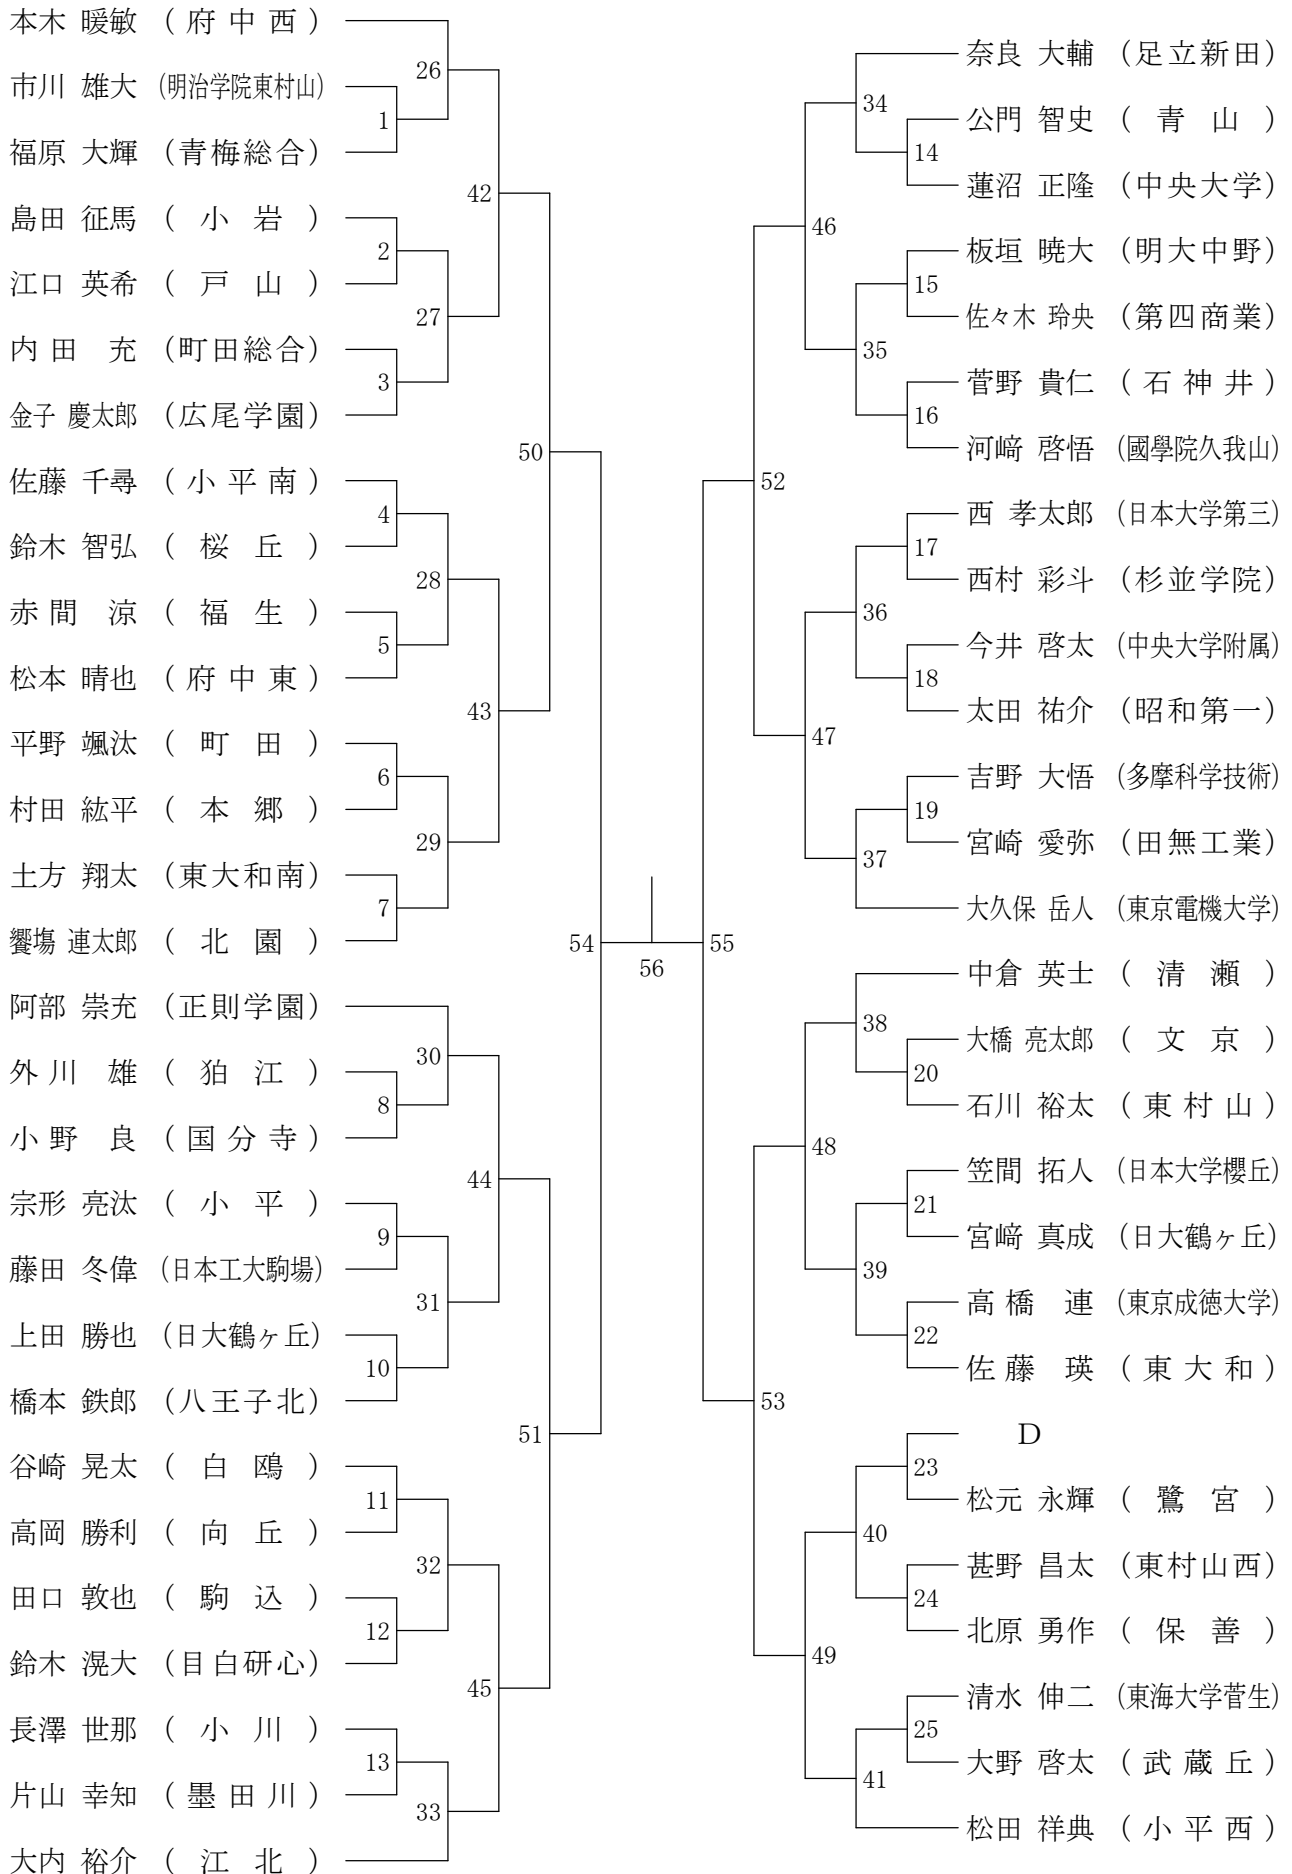 本木 暖敏 （府中西）
市川 雄大 （明治学院東村山）
福原 大輝 （青梅総合）
島田 征馬 （小岩）
江口 英希 （戸山）
内田 充 （町田総合）
金子 慶太郎 （広尾学園）
佐藤 千尋 （小平南）
鈴木 智弘 （桜丘）
赤間 涼 （福生）
松本 晴也 （府中東）
平野 颯汰 （町田）
村田 紘平 （本郷）
土方 翔太 （東大和南）
饗場 連太郎 （北園）
阿部 崇充 （正則学園）
外川 雄 （狛江）
小野 良 （国分寺）
宗形 亮汰 （小平）
藤田 冬偉 （日本工大駒場）
上田 勝也 （日大鶴ヶ丘）
橋本 鉄郎 （八王子北）
谷崎 晃太 （白鴎）
高岡 勝利 （向丘）
田口 敦也 （駒込）
鈴木 滉大 （目白研心）
長澤 世那 （小川）
片山 幸知 （墨田川）
大内 裕介 （江北）
1
2
3
4
5
6
7
8
9
10
11
12
13
26
27
28
29
30
31
32
33
42
43
44
45
50
51
54
56
55
52
53
46
47
48
49
34
35
36
37
38
39
40
41
14
15
16
17
18
19
20
21
22
23
24
25
奈良 大輔 （足立新田）
公門 智史 （青山）
蓮沼 正隆 （中央大学）
板垣 暁大 （明大中野）
佐々木 玲央 （第四商業）
菅野 貴仁 （石神井）
河﨑 啓悟 （國學院久我山）
西 孝太郎 （日本大学第三）
西村 彩斗 （杉並学院）
今井 啓太 （中央大学附属）
太田 祐介 （昭和第一）
吉野 大悟 （多摩科学技術）
宮崎 愛弥 （田無工業）
大久保 岳人 （東京電機大学）
中倉 英士 （清瀬）
大橋 亮太郎 （文京）
石川 裕太 （東村山）
笠間 拓人 （日本大学櫻丘）
宮﨑 真成 （日大鶴ヶ丘）
高橋 連 （東京成徳大学）
佐藤 瑛 （東大和）
D
松元 永輝 （鷺宮）
甚野 昌太 （東村山西）
北原 勇作 （保善）
清水 伸二 （東海大学菅生）
大野 啓太 （武蔵丘）
松田 祥典 （小平西）